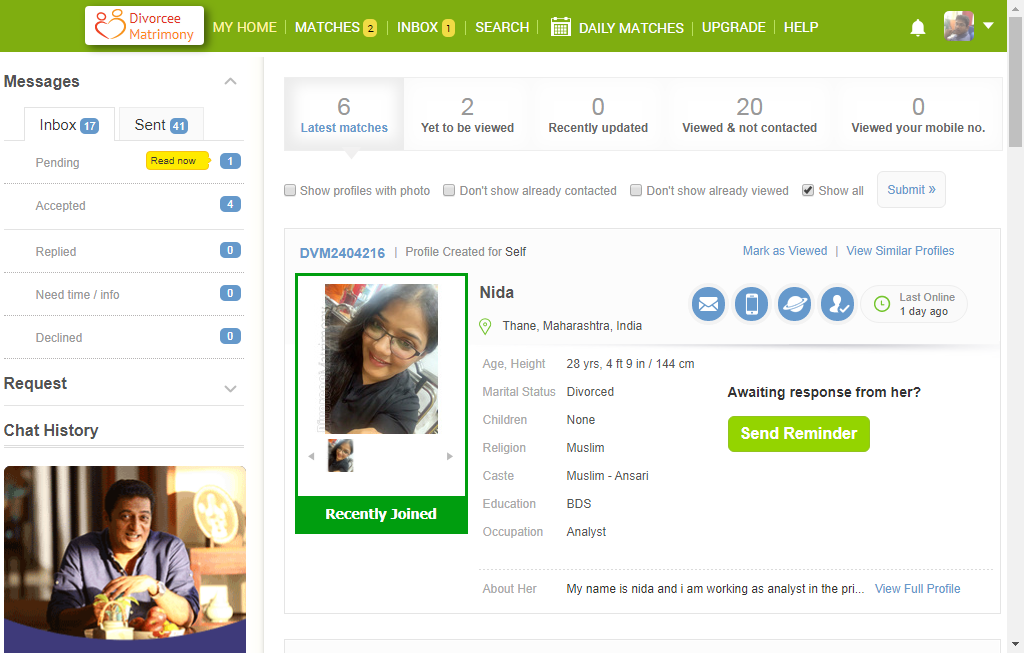 Divorcee
Matrimony
MY HOME
MATCHES 2
INBOX 1
SEARCH
DAILY MATCHES
UPGRADE
HELP
Messages
Inbox 17
Sent 41
Pending
Read now
1
Accepted
4
Replied
0
Need time / info
0
Declined
0
Request
Chat History
6
Latest matches
2
Yet to be viewed
0
Recently updated
20
Viewed & not contacted
0
Viewed your mobile no.
Show profiles with photo
Don't show already contacted
Don't show already viewed
Show all
Submit »
DVM2404216 | Profile Created for Self
Mark as Viewed | View Similar Profiles
Nida
Thane, Maharashtra, India
Last Online
1 day ago
Age, Height 28 yrs, 4 ft 9 in / 144 cm
Marital Status Divorced
Children None
Religion Muslim
Caste Muslim - Ansari
Education BDS
Occupation Analyst
Awaiting response from her?
Send Reminder
Recently Joined
About Her My name is nida and i am working as analyst in the pri... View Full Profile